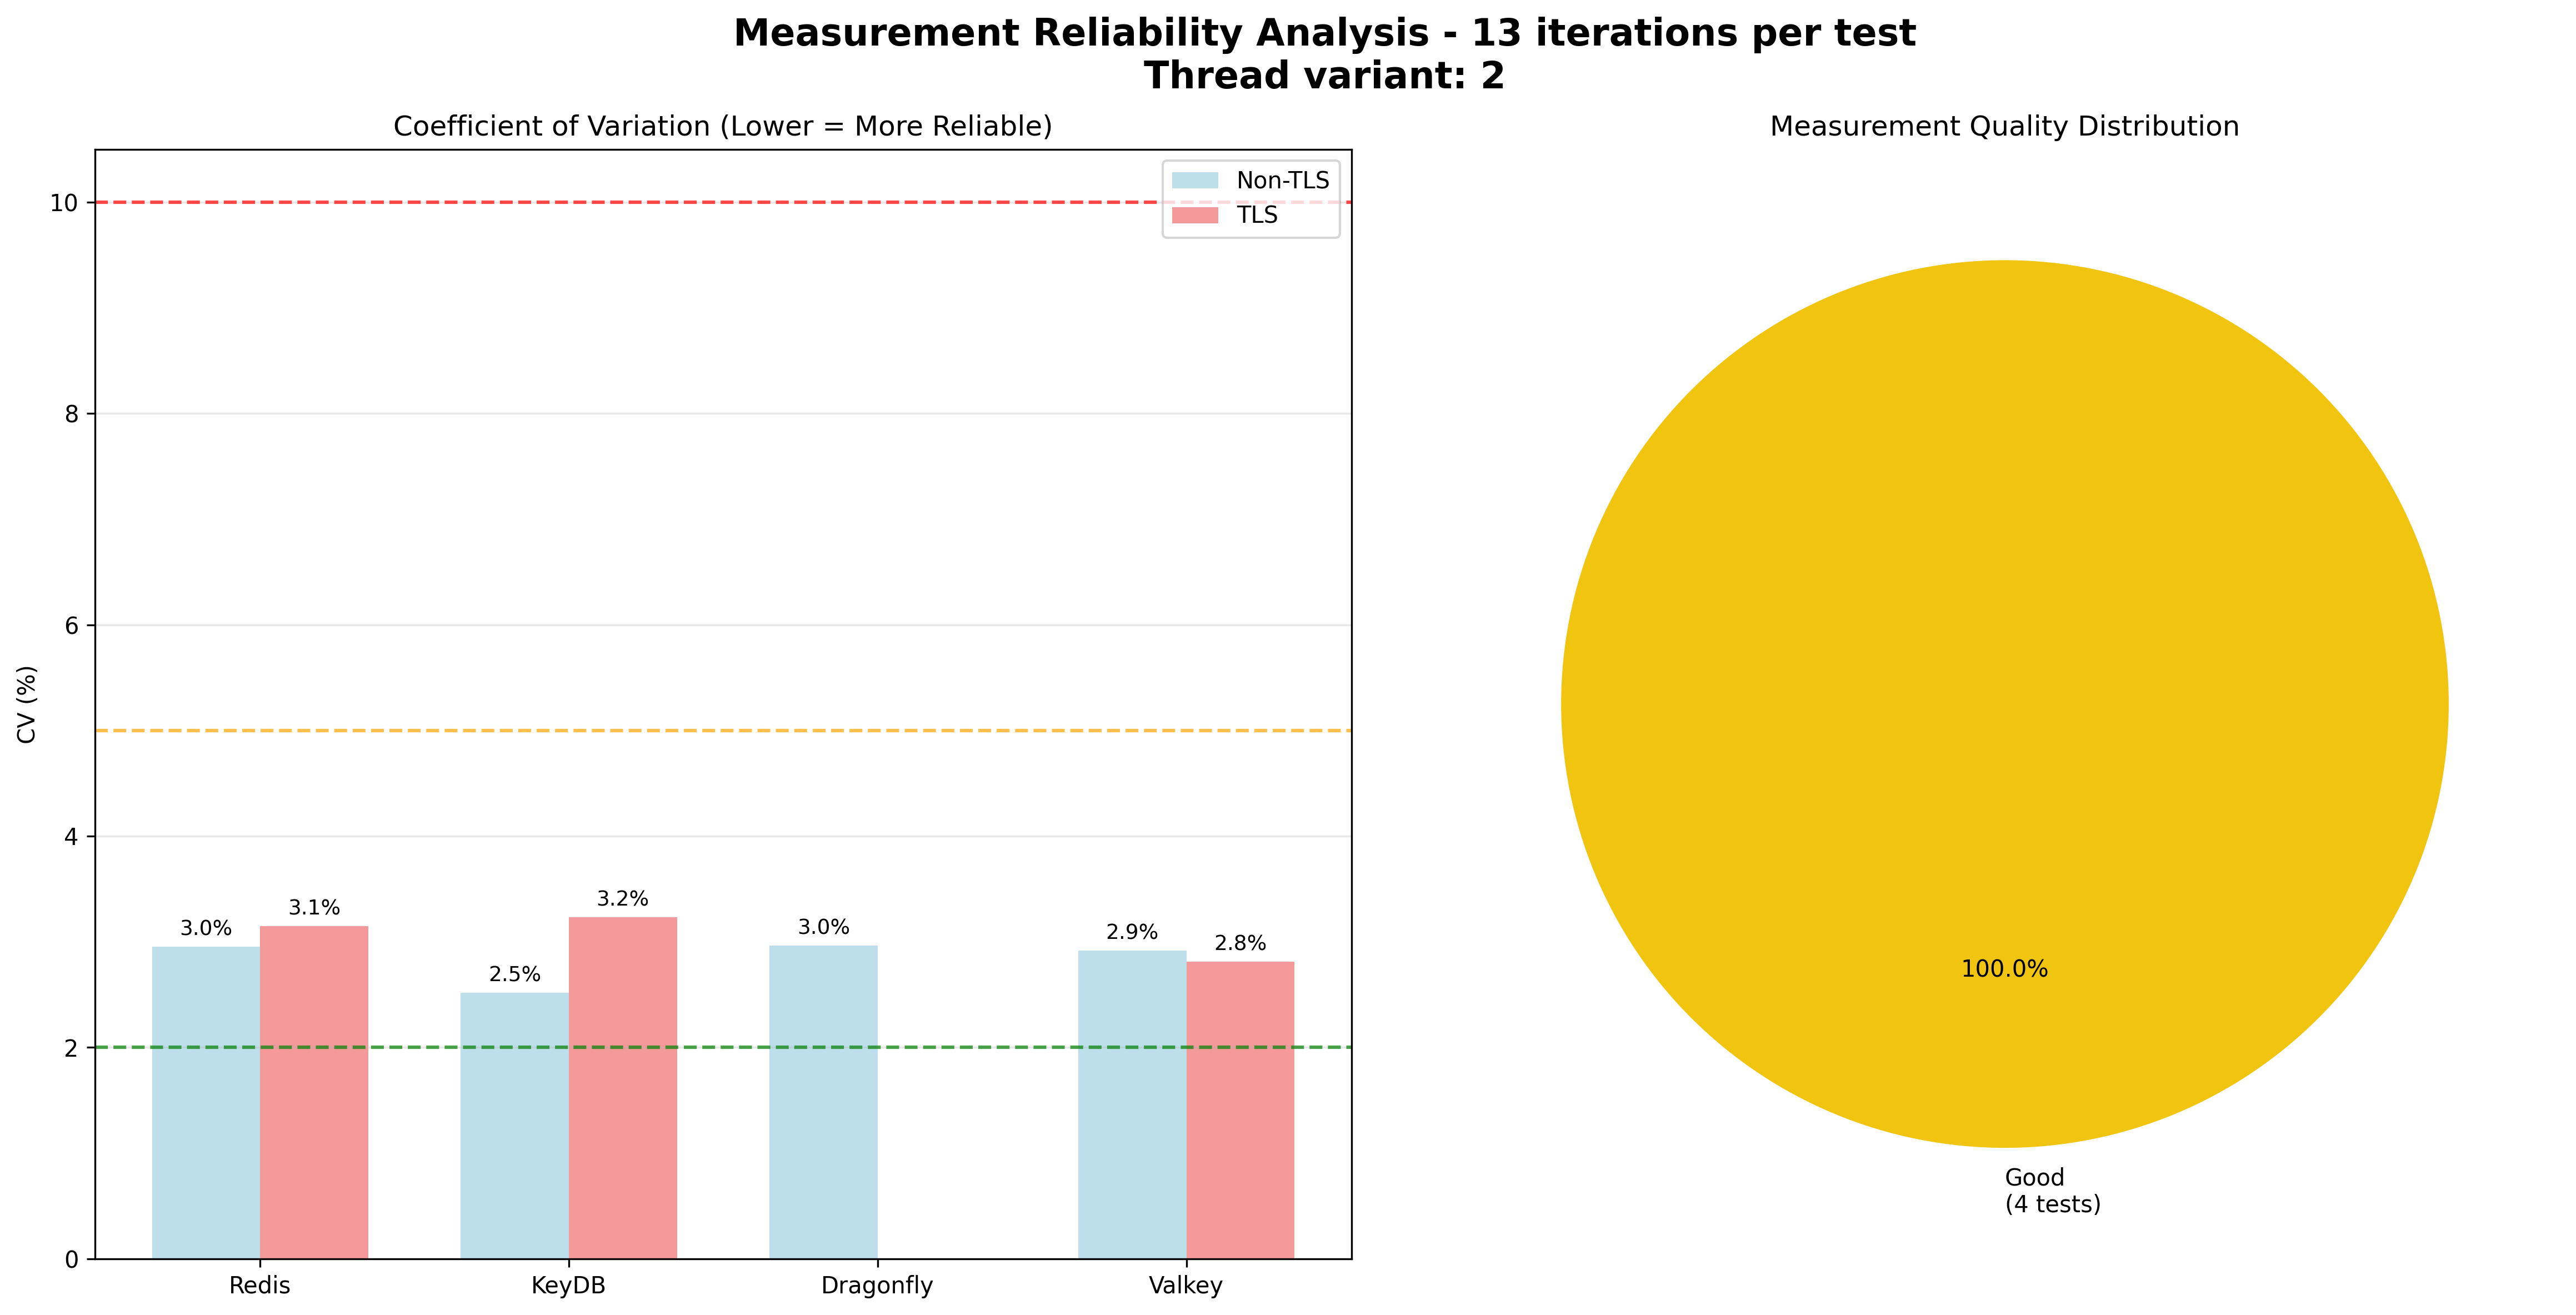 Measurement Reliability Analysis - 13 iterations per test
Thread variant: 2
Coefficient of Variation (Lower = More Reliable)
Non-TLS
TLS
CV (%)
10
8
6
4
2
0
3.0%
3.1%
2.5%
3.2%
3.0%
2.9%
2.8%
Redis
KeyDB
Dragonfly
Valkey
Measurement Quality Distribution
100.0%
Good
(4 tests)